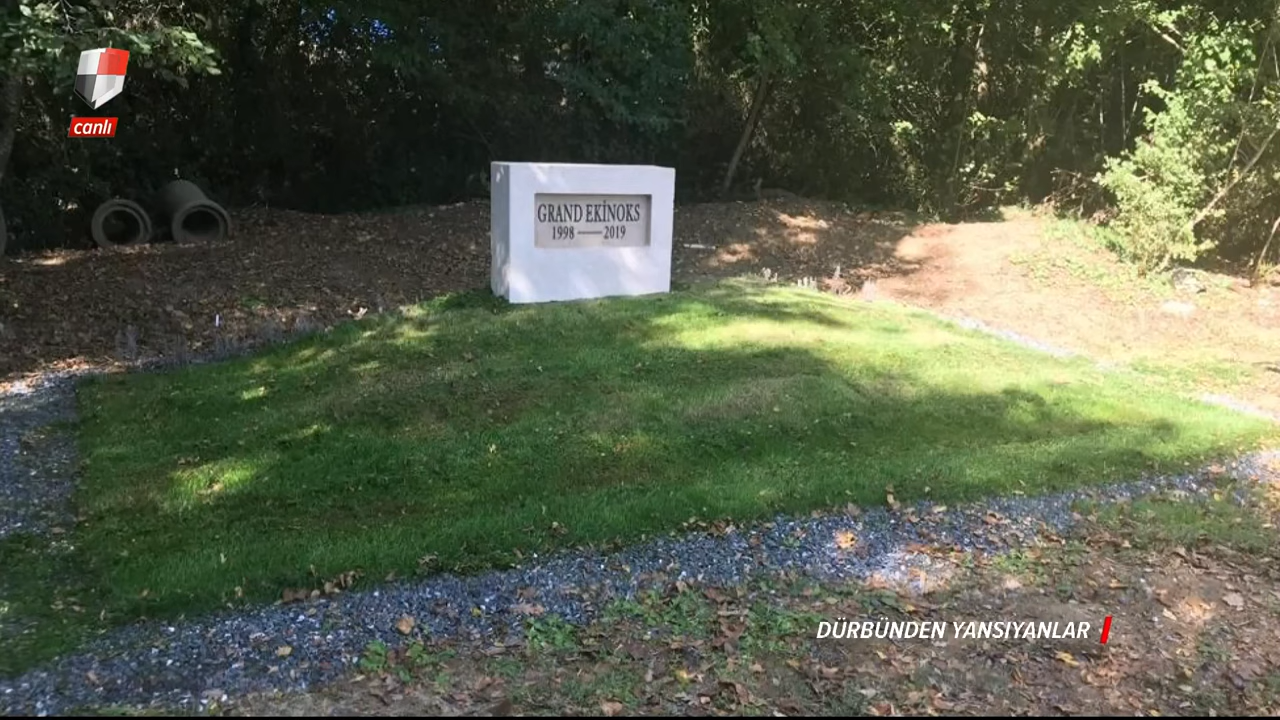 canlı
GRAND EKİNOKS
1998 — 2019
DÜRBÜNDEN YANSIYANLAR